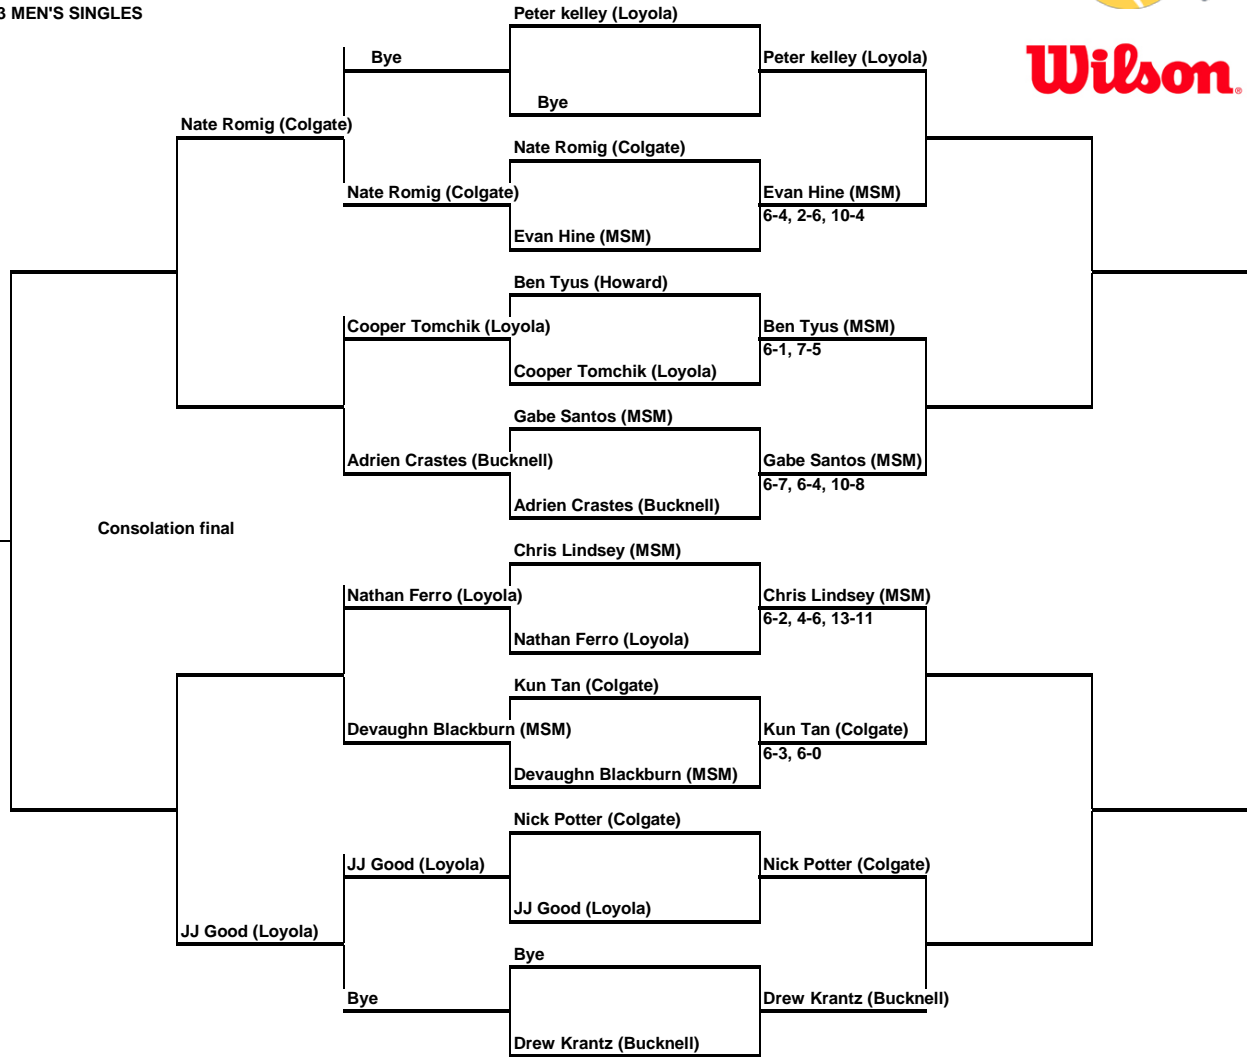 3 MEN'S SINGLES
Peter kelley (Loyola)
Bye
Peter kelley (Loyola)
Wilson
Bye
Nate Romig (Colgate)
Nate Romig (Colgate)
Nate Romig (Colgate)
Evan Hine (MSM)
6-4, 2-6, 10-4
Evan Hine (MSM)
Ben Tyus (Howard)
Cooper Tomchik (Loyola)
Ben Tyus (MSM)
6-1, 7-5
Cooper Tomchik (Loyola)
Gabe Santos (MSM)
Adrien Crastes (Bucknell)
Gabe Santos (MSM)
6-7, 6-4, 10-8
Adrien Crastes (Bucknell)
Consolation final
Chris Lindsey (MSM)
Nathan Ferro (Loyola)
Chris Lindsey (MSM)
6-2, 4-6, 13-11
Nathan Ferro (Loyola)
Kun Tan (Colgate)
Devaughn Blackburn (MSM)
Kun Tan (Colgate)
6-3, 6-0
Devaughn Blackburn (MSM)
Nick Potter (Colgate)
JJ Good (Loyola)
Nick Potter (Colgate)
JJ Good (Loyola)
JJ Good (Loyola)
Bye
Bye
Drew Krantz (Bucknell)
Drew Krantz (Bucknell)